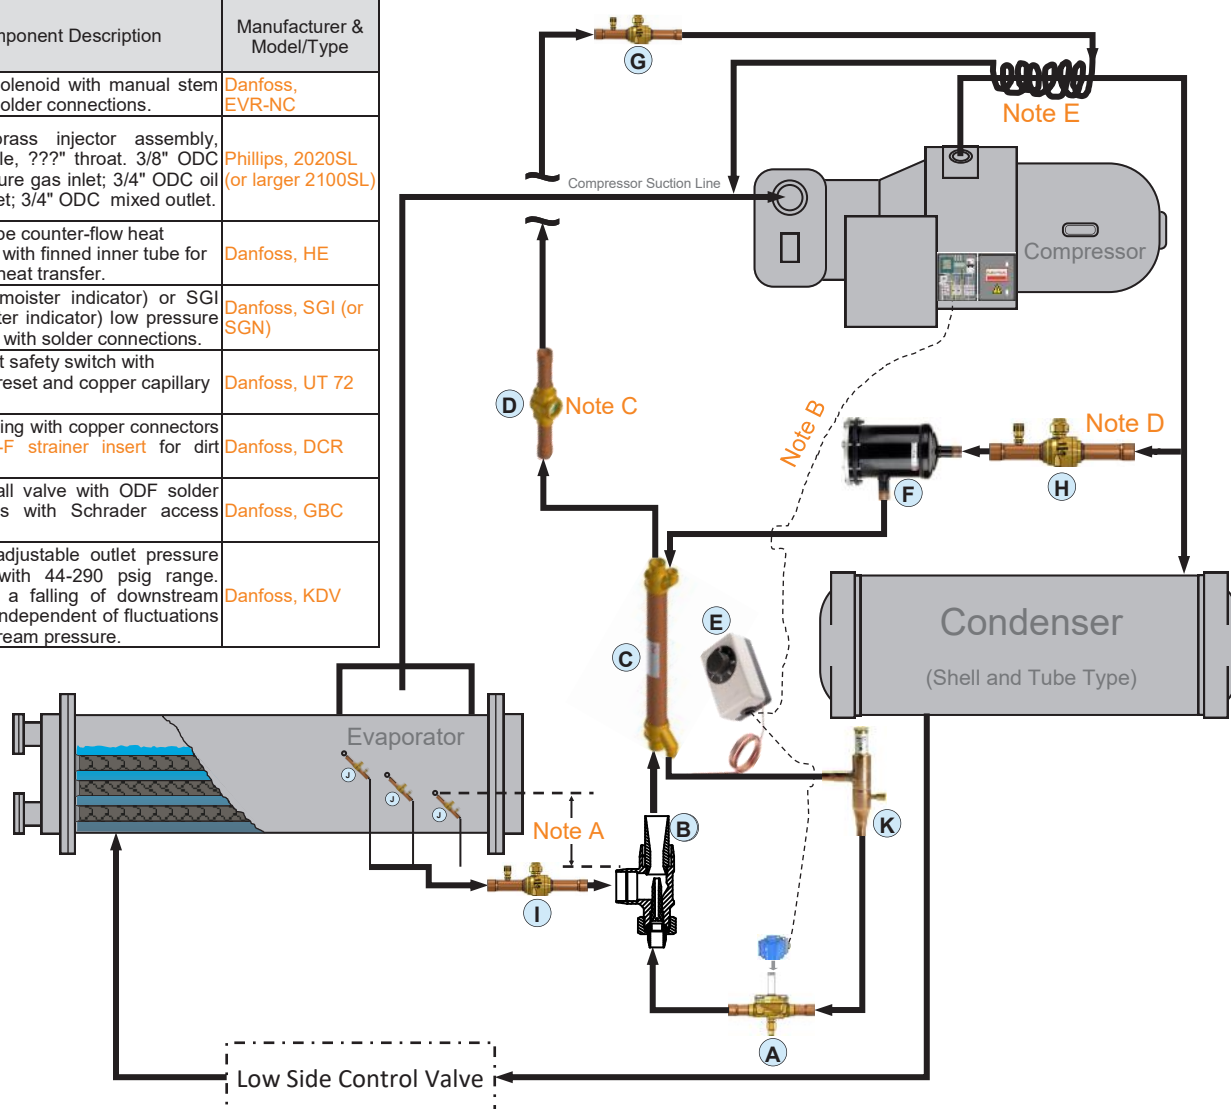 mponent Description
Manufacturer &
Model/Type
olenoid with manual stem
older connections.
Danfoss,
EVR-NC
orass injector assembly,
le, ???" throat. 3/8" ODC
ure gas inlet; 3/4" ODC oil
et; 3/4" ODC mixed outlet.
Phillips, 2020SL
(or larger 2100SL)
be counter-flow heat
with finned inner tube for
heat transfer.
Danfoss, HE
moister indicator) or SGI
ter indicator) low pressure
with solder connections.
Danfoss, SGI (or
SGN)
t safety switch with
reset and copper capillary
Danfoss, UT 72
ing with copper connectors
-F strainer insert for dirt
Danfoss, DCR
all valve with ODF solder
s with Schrader access
Danfoss, GBC
adjustable outlet pressure
with 44-290 psig range.
a falling of downstream
ndependent of fluctuations
ream pressure.
Danfoss, KDV
G
Note E
Compressor Suction Line
Compressor
D
Note C
Note B
Note D
F
H
C
E
Condenser
(Shell and Tube Type)
Evaporator
J
J
J
Note A
B
K
I
A
Low Side Control Valve